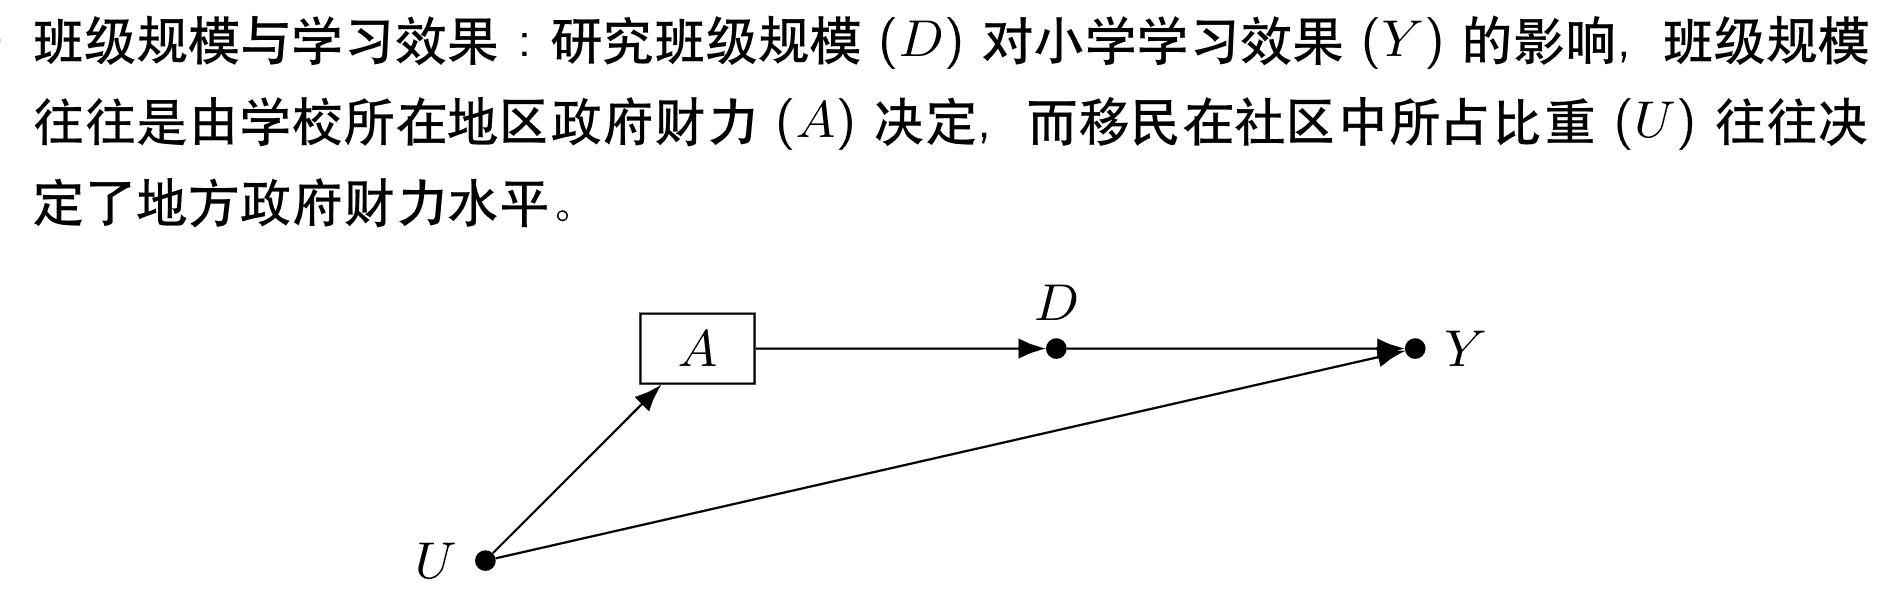 班级规模与学习效果：研究班级规模 (D) 对小学学习效果 (Y) 的影响，班级规模
往往是由学校所在地区政府财力 (A) 决定，而移民在社区中所占比重 (U) 往往决
定了地方政府财力水平。
D
A
Y
U